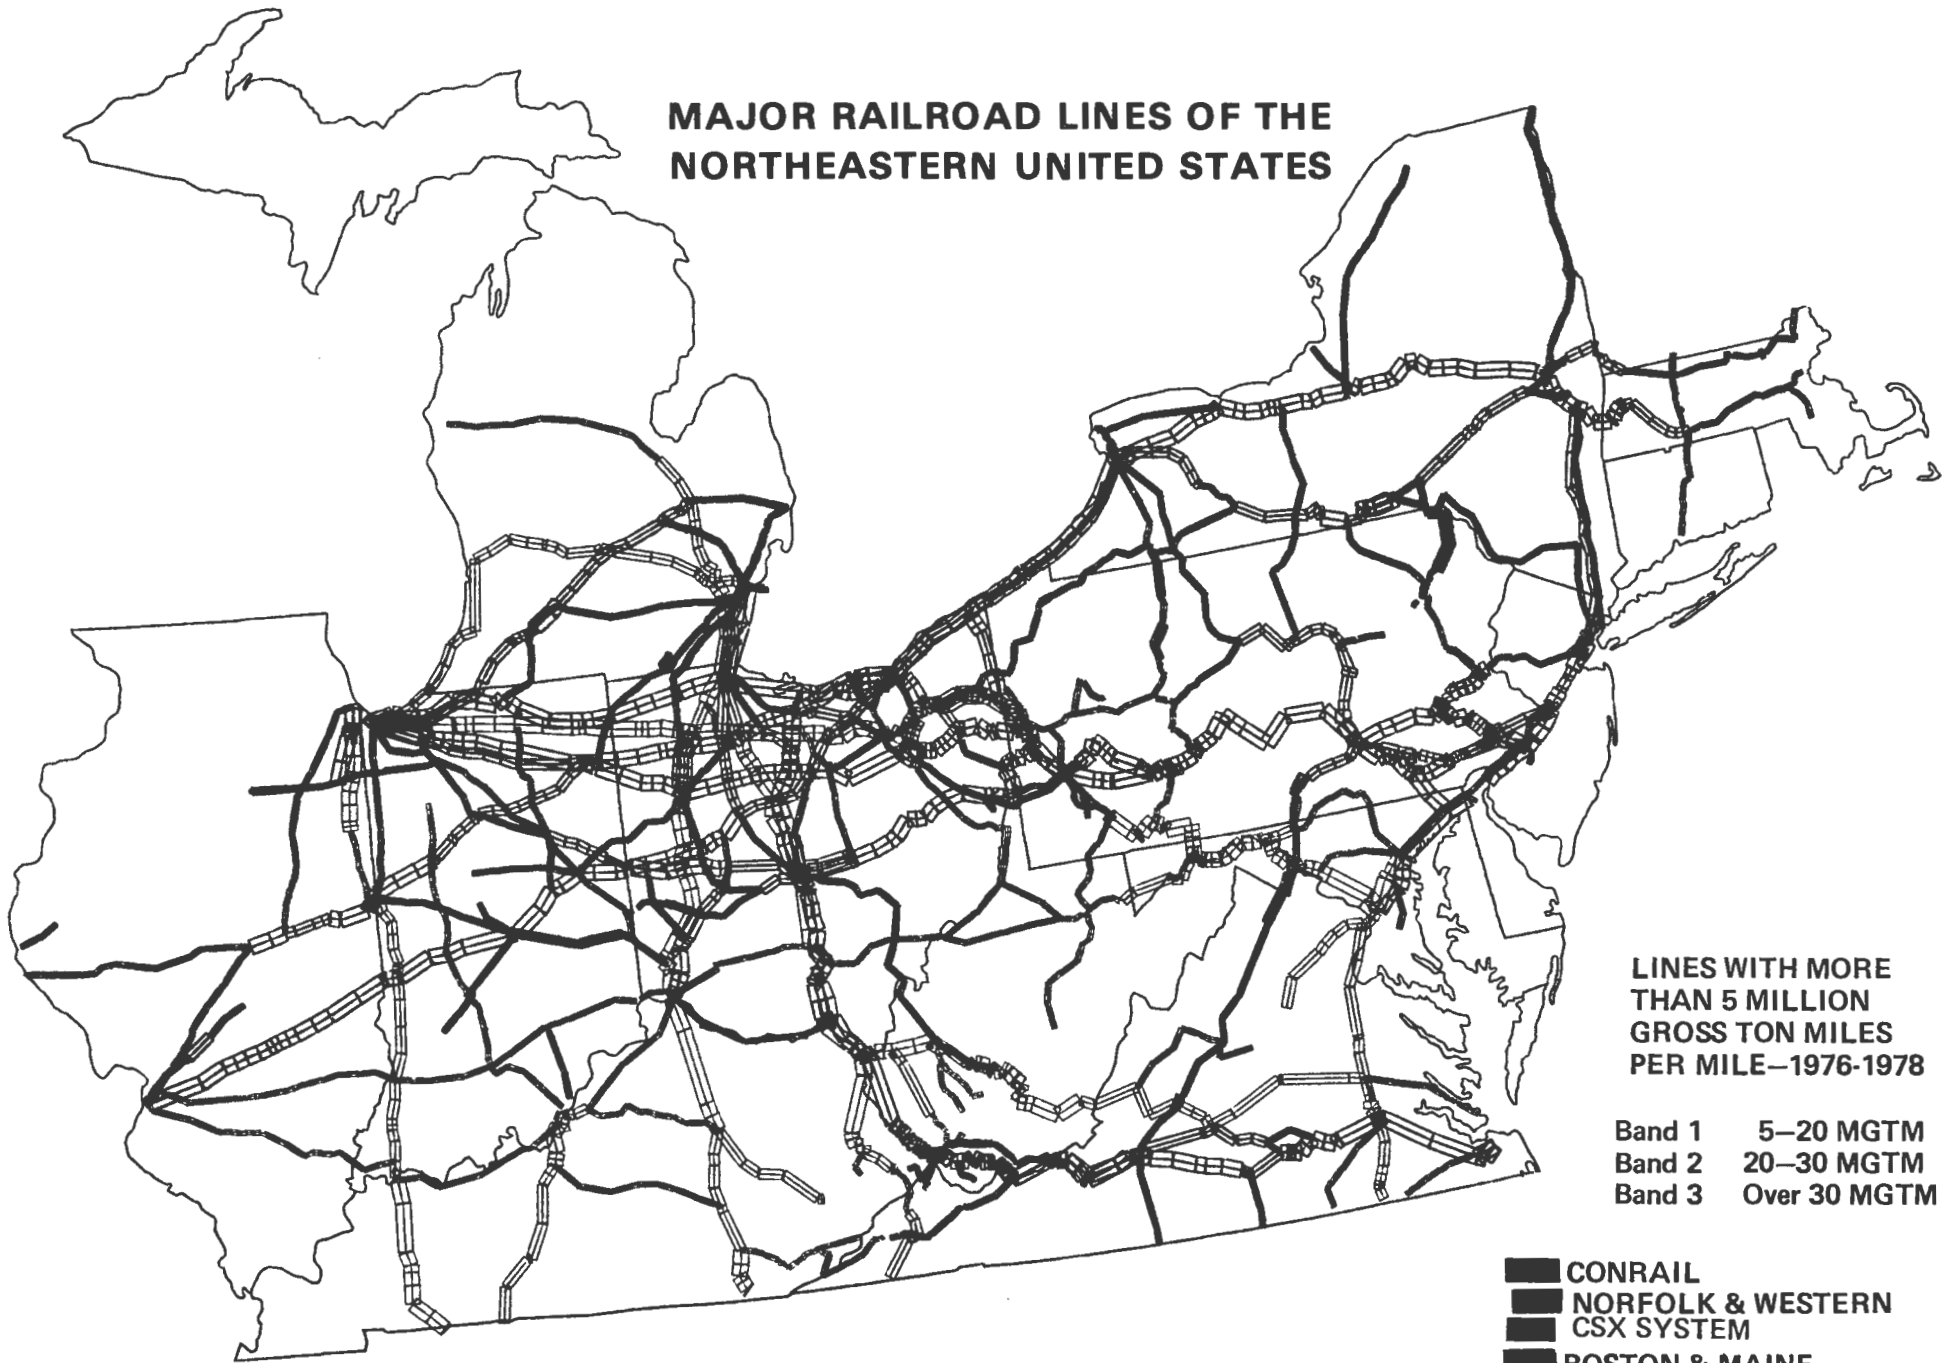 MAJOR RAILROAD LINES OF THE
NORTHEASTERN UNITED STATES
LINES WITH MORE
THAN 5 MILLION
GROSS TON MILES
PER MILE—1976-1978
Band 1 5—20 MGTM
Band 2 20—30 MGTM
Band 3 Over 30 MGTM
CONRAIL
NORFOLK & WESTERN
CSX SYSTEM
BOSTON & MAINE